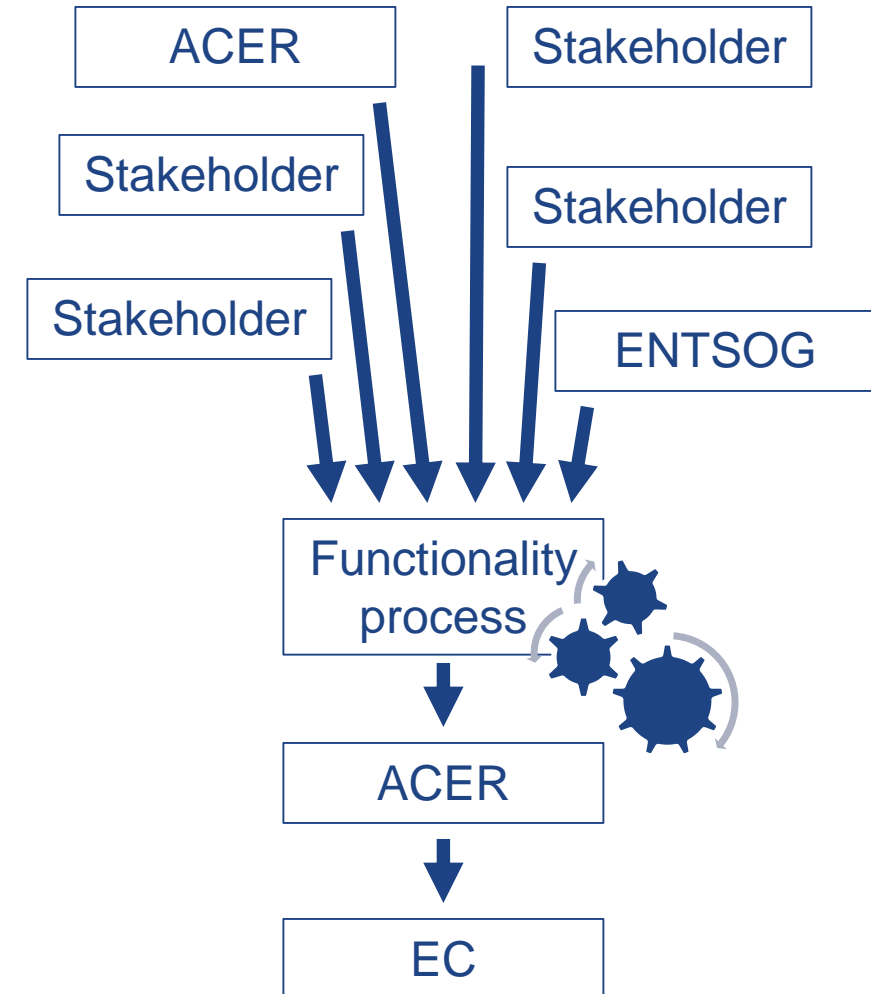 ACER
Stakeholder
Stakeholder
Stakeholder
Stakeholder
ENTSOG
Functionality
process
ACER
EC